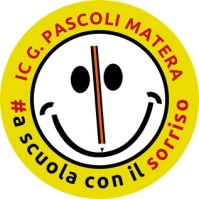 IC G. PASCOLI MATERA
#a scuola con il sorriso